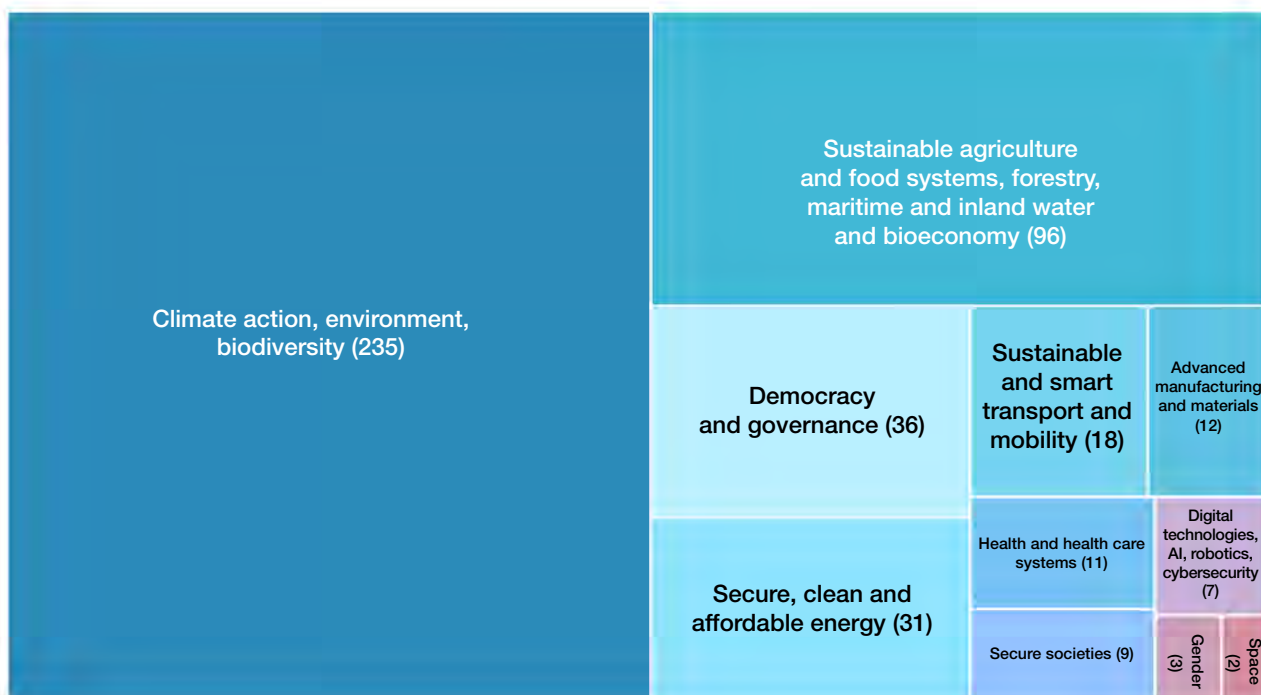 Climate action, environment,
biodiversity (235)
Sustainable agriculture
and food systems, forestry,
maritime and inland water
and bioeconomy (96)
Democracy
and governance (36)
Sustainable
and smart
transport and
mobility (18)
Advanced
manufacturing
and materials
(12)
Secure, clean and
affordable energy (31)
Health and health care
systems (11)
Digital
technologies,
AI, robotics,
cybersecurity
(7)
Secure societies (9)
Gender
(3)
Space
(2)